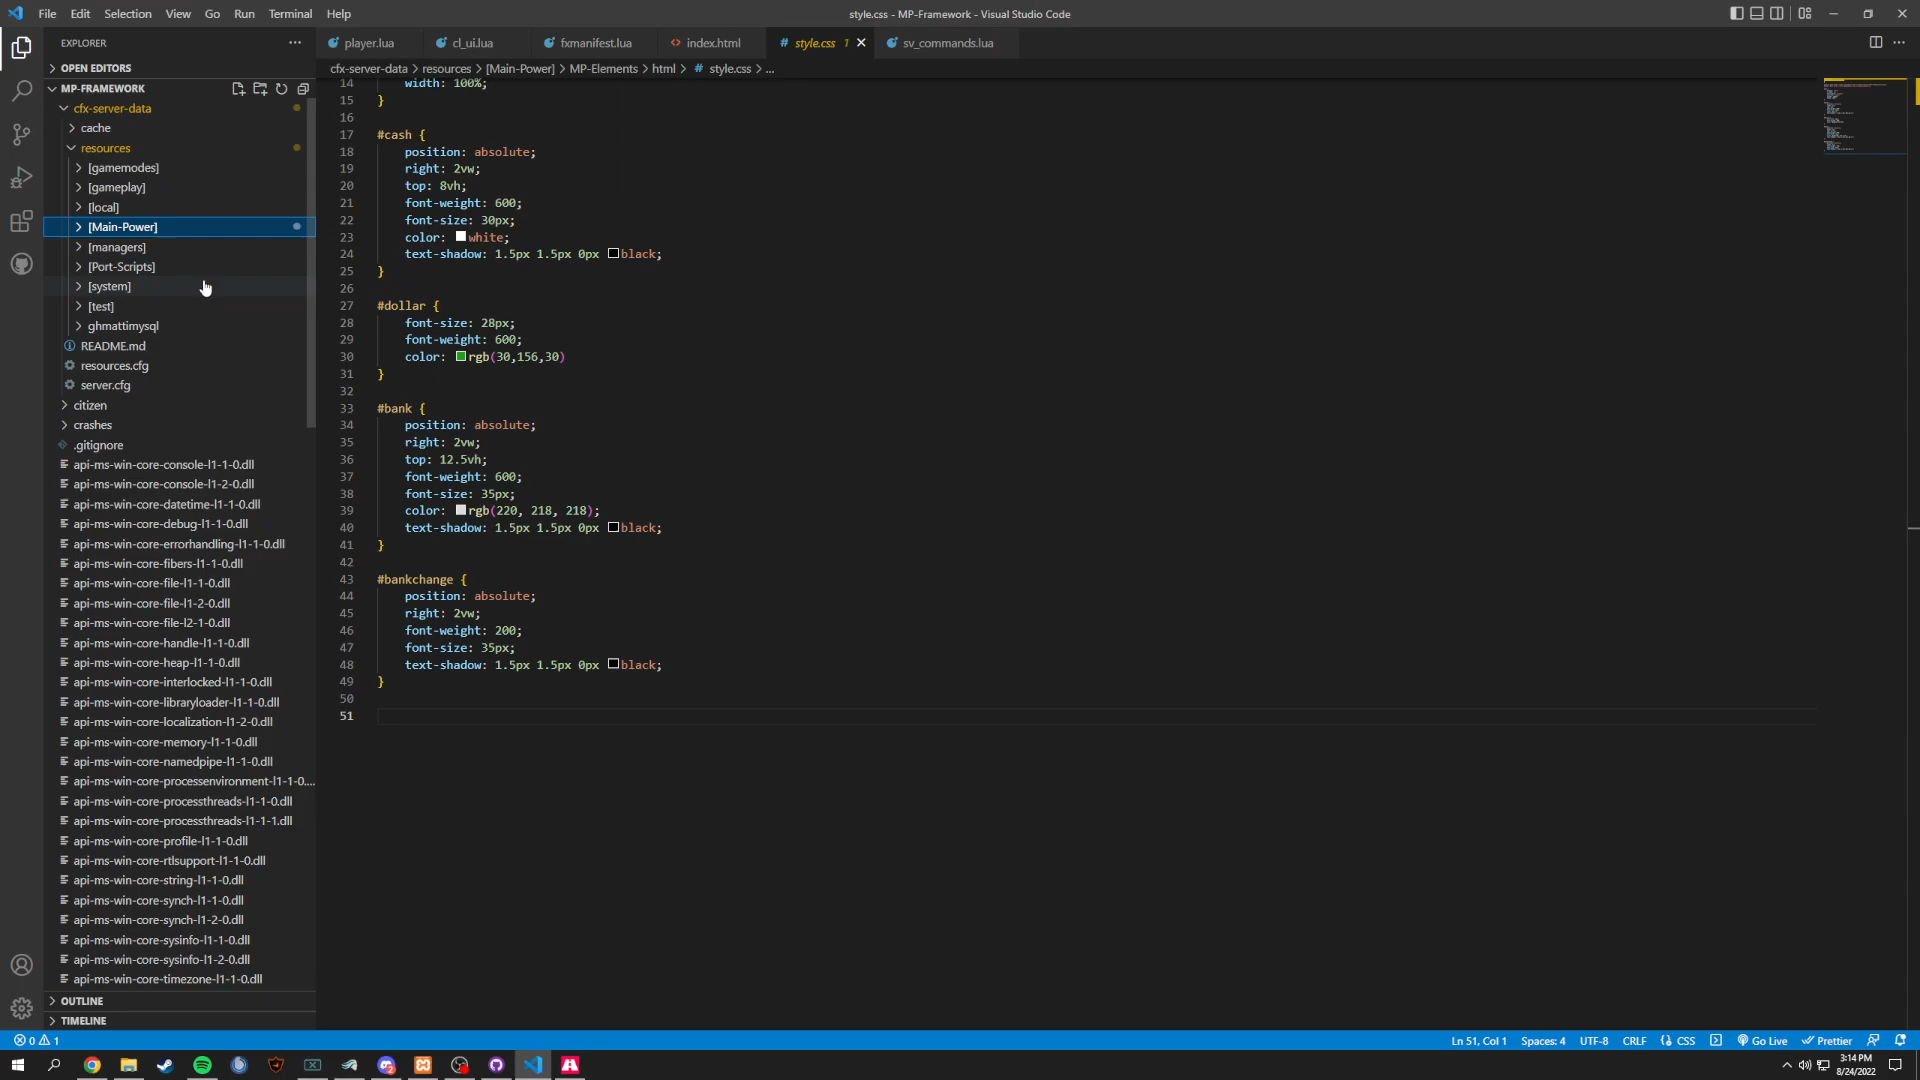 File Edit Selection View Go Run Terminal Help
style.css - MP-Framework - Visual Studio Code
EXPLORER
player.lua
cl_ui.lua
fxmanifest.lua
index.html
style.css 1
sv_commands.lua
OPEN EDITORS
cfx-server-data > resources > [Main-Power] > MP-Elements > html > # style.css > ...
MP-FRAMEWORK
cfx-server-data
cache
resources
[gamemodes]
[gameplay]
[local]
[Main-Power]
[managers]
[Port-Scripts]
[system]
[test]
ghmattimysql
README.md
resources.cfg
server.cfg
citizen
crashes
.gitignore
api-ms-win-core-console-l1-1-0.dll
api-ms-win-core-console-l1-2-0.dll
api-ms-win-core-datetime-l1-1-0.dll
api-ms-win-core-debug-l1-1-0.dll
api-ms-win-core-errorhandling-l1-1-0.dll
api-ms-win-core-fibers-l1-1-0.dll
api-ms-win-core-file-l1-1-0.dll
api-ms-win-core-file-l1-2-0.dll
api-ms-win-core-file-l2-1-0.dll
api-ms-win-core-handle-l1-1-0.dll
api-ms-win-core-heap-l1-1-0.dll
api-ms-win-core-interlocked-l1-1-0.dll
api-ms-win-core-libraryloader-l1-1-0.dll
api-ms-win-core-localization-l1-2-0.dll
api-ms-win-core-memory-l1-1-0.dll
api-ms-win-core-namedpipe-l1-1-0.dll
api-ms-win-core-processenvironment-l1-1-0....
api-ms-win-core-processthreads-l1-1-0.dll
api-ms-win-core-processthreads-l1-1-1.dll
api-ms-win-core-profile-l1-1-0.dll
api-ms-win-core-rtlsupport-l1-1-0.dll
api-ms-win-core-string-l1-1-0.dll
api-ms-win-core-synch-l1-1-0.dll
api-ms-win-core-synch-l1-2-0.dll
api-ms-win-core-sysinfo-l1-1-0.dll
api-ms-win-core-sysinfo-l1-2-0.dll
api-ms-win-core-timezone-l1-1-0.dll
OUTLINE
TIMELINE
14 width: 100%;
15 }
16
17 #cash {
18 position: absolute;
19 right: 2vw;
20 top: 8vh;
21 font-weight: 600;
22 font-size: 30px;
23 color: white;
24 text-shadow: 1.5px 1.5px 0px black;
25 }
26
27 #dollar {
28 font-size: 28px;
29 font-weight: 600;
30 color: rgb(30,156,30)
31 }
32
33 #bank {
34 position: absolute;
35 right: 2vw;
36 top: 12.5vh;
37 font-weight: 600;
38 font-size: 35px;
39 color: rgb(220, 218, 218);
40 text-shadow: 1.5px 1.5px 0px black;
41 }
42
43 #bankchange {
44 position: absolute;
45 right: 2vw;
46 font-weight: 200;
47 font-size: 35px;
48 text-shadow: 1.5px 1.5px 0px black;
49 }
50
51
0 1
Ln 51, Col 1 Spaces: 4 UTF-8 CRLF CSS Go Live Prettier
3:14 PM
8/24/2022